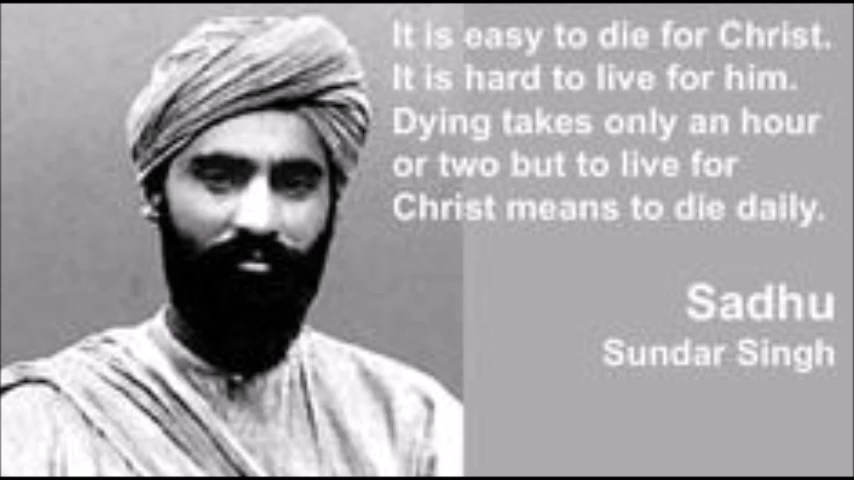 It is easy to die for Christ.
It is hard to live for him.
Dying takes only an hour
or two but to live for
Christ means to die daily.
Sadhu
Sundar Singh